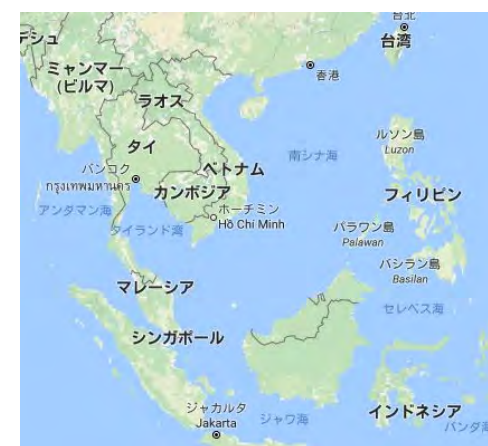 台北
台湾
デシュ
ミャンマー
(ビルマ)
香港
ラオス
ルソン島
Luzon
タイ
南シナ海
バンコク
กรุงเทพมหานคร
ベトナム
カンボジア
フィリピン
アンダマン海
ホーチミン
Ho Chi Minh
タイランド湾
パラワン島
Palawan
バシラン島
Basilan
マレーシア
セレベス海
シンガポール
ジャカルタ
Jakarta
ジャワ海
インドネシア
バンダ海